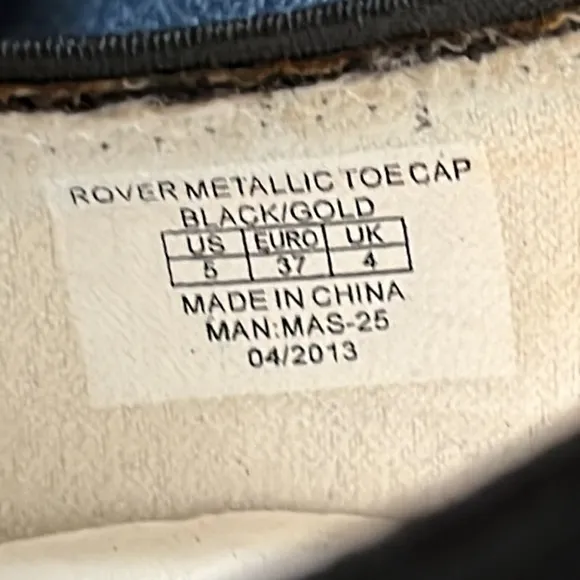 ROVER METALLIC TOE CAP
BLACK/GOLD
US EURO UK
5 37 4
MADE IN CHINA
MAN:MAS-25
04/2013